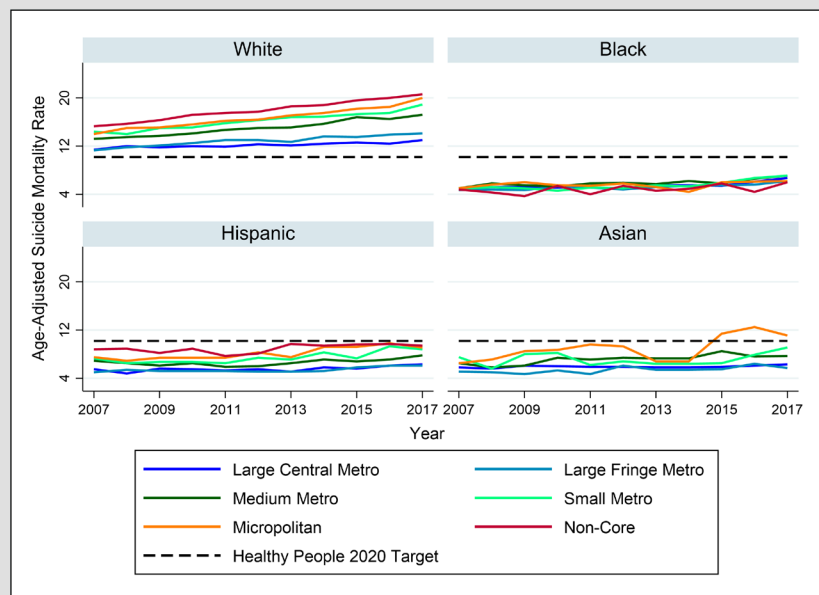 White
Black
20
12
4
Hispanic
Asian
20
12
4
2007 2009 2011 2013 2015 2017
2007 2009 2011 2013 2015 2017
Age-Adjusted Suicide Mortality Rate
Year
Large Central Metro
Large Fringe Metro
Medium Metro
Small Metro
Micropolitan
Non-Core
Healthy People 2020 Target